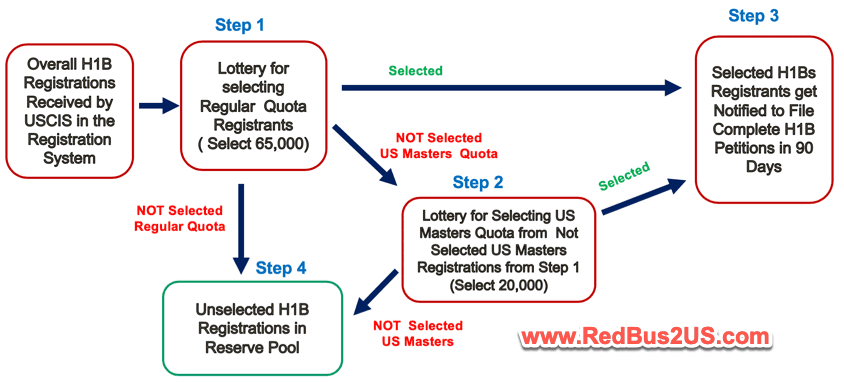 Step 1
Step 3
Overall H1B
Registrations
Received by
USCIS in the
Registration
System
Lottery for
selecting
Regular Quota
Registrants
( Select 65,000)
Selected
Selected H1Bs
Registrants get
Notified to File
Complete H1B
Petitions in 90
Days
NOT Selected
US Masters Quota
Step 2
Selected
NOT Selected
Regular Quota
Lottery for Selecting US
Masters Quota from Not
Selected US Masters
Registrations from Step 1
(Select 20,000)
Step 4
Unselected H1B
Registrations in
Reserve Pool
NOT Selected
US Masters
www.RedBus2US.com